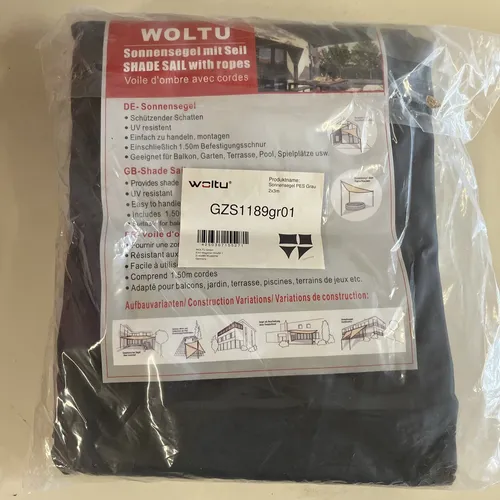 WOLTU
Sonnensegel mit Seil
SHADE SAIL with ropes
Voile d'ombre avec cordes
DE- Sonnensegel
• Schützender Schatten
• UV resistent
• Einfach zu handeln, montagen
• Einschließlich 1.50m Befestigungsschnur
• Geeignet für Balkon, Garten, Terrasse, Pool, Spielplätze usw.
GB-Shade Sa
• Provides shade
• UV resistant
• Easy to handle
• Includes 1.50
woltu
Produktname:
Sonnensegel PES Grau
2x3m
GZS1189gr01
voile d'o
• Fournir une zo
• Résistant aux
• Facile à utilis
• Comprend 1.50m cordes
• Adapté pour balcons, jardin, terrasse, piscines, terrains de jeux etc.
Aufbauvarianten/ Construction Variations/ Variations de construction: